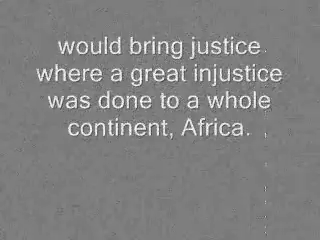 would bring justice
where a great injustice
was done to a whole
continent, Africa.